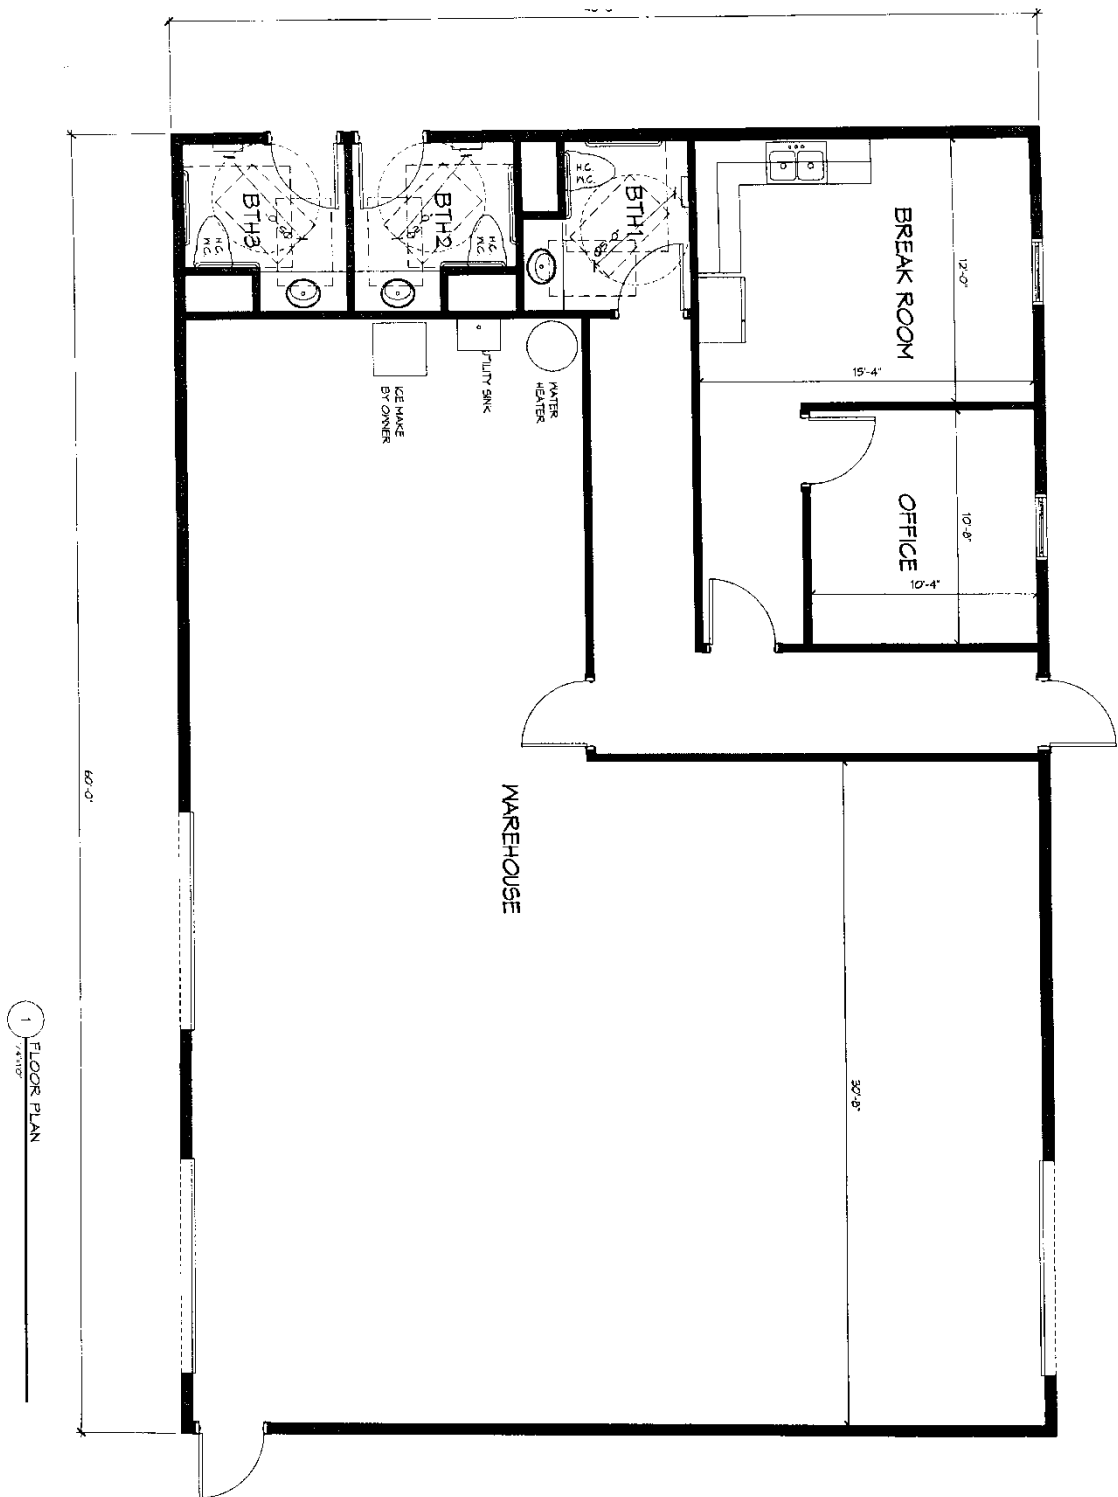 BTH3
BTH2
BTH1
H.C.
W.C.
H.C.
W.C.
H.C.
W.C.
BREAK ROOM
12'-0"
15'-4"
OFFICE
10'-8"
10'-4"
WATER
HEATER
UTILITY SINK
ICE MAKE
BY OWNER
WAREHOUSE
30'-8"
60'-0"
1
FLOOR PLAN